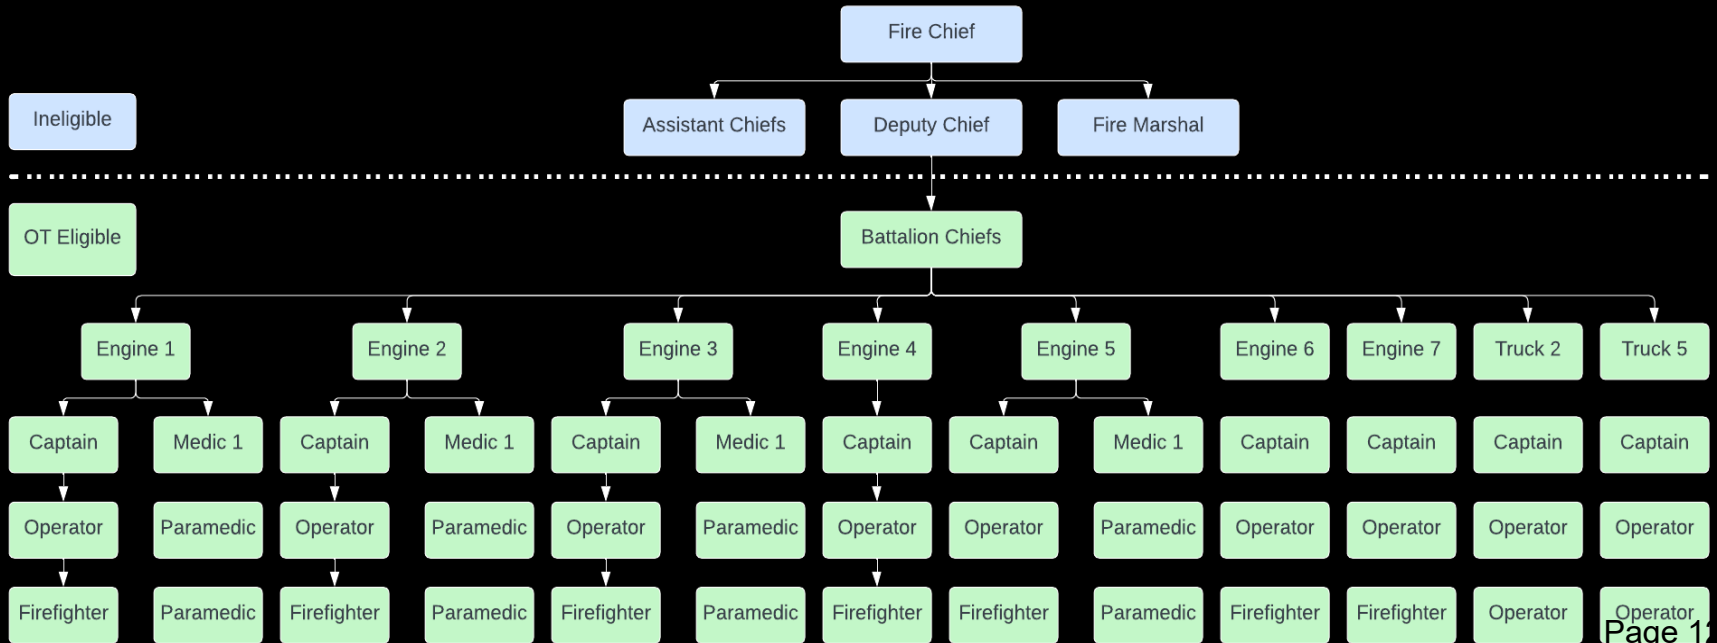 Fire Chief
Ineligible
Assistant Chiefs Deputy Chief Fire Marshal
OT Eligible Battalion Chiefs
Engine 1 Engine 2 Engine 3 Engine 4 Engine 5 Engine 6 Engine 7 Truck 2 Truck 5
Captain Medic 1 Captain Medic 1 Captain Medic 1 Captain Captain Medic 1 Captain Captain Captain Captain
Operator Paramedic Operator Paramedic Operator Paramedic Operator Operator Paramedic Operator Operator Operator Operator
Firefighter Paramedic Firefighter Paramedic Firefighter Paramedic Firefighter Firefighter Paramedic Firefighter Firefighter Operator Operator
Page